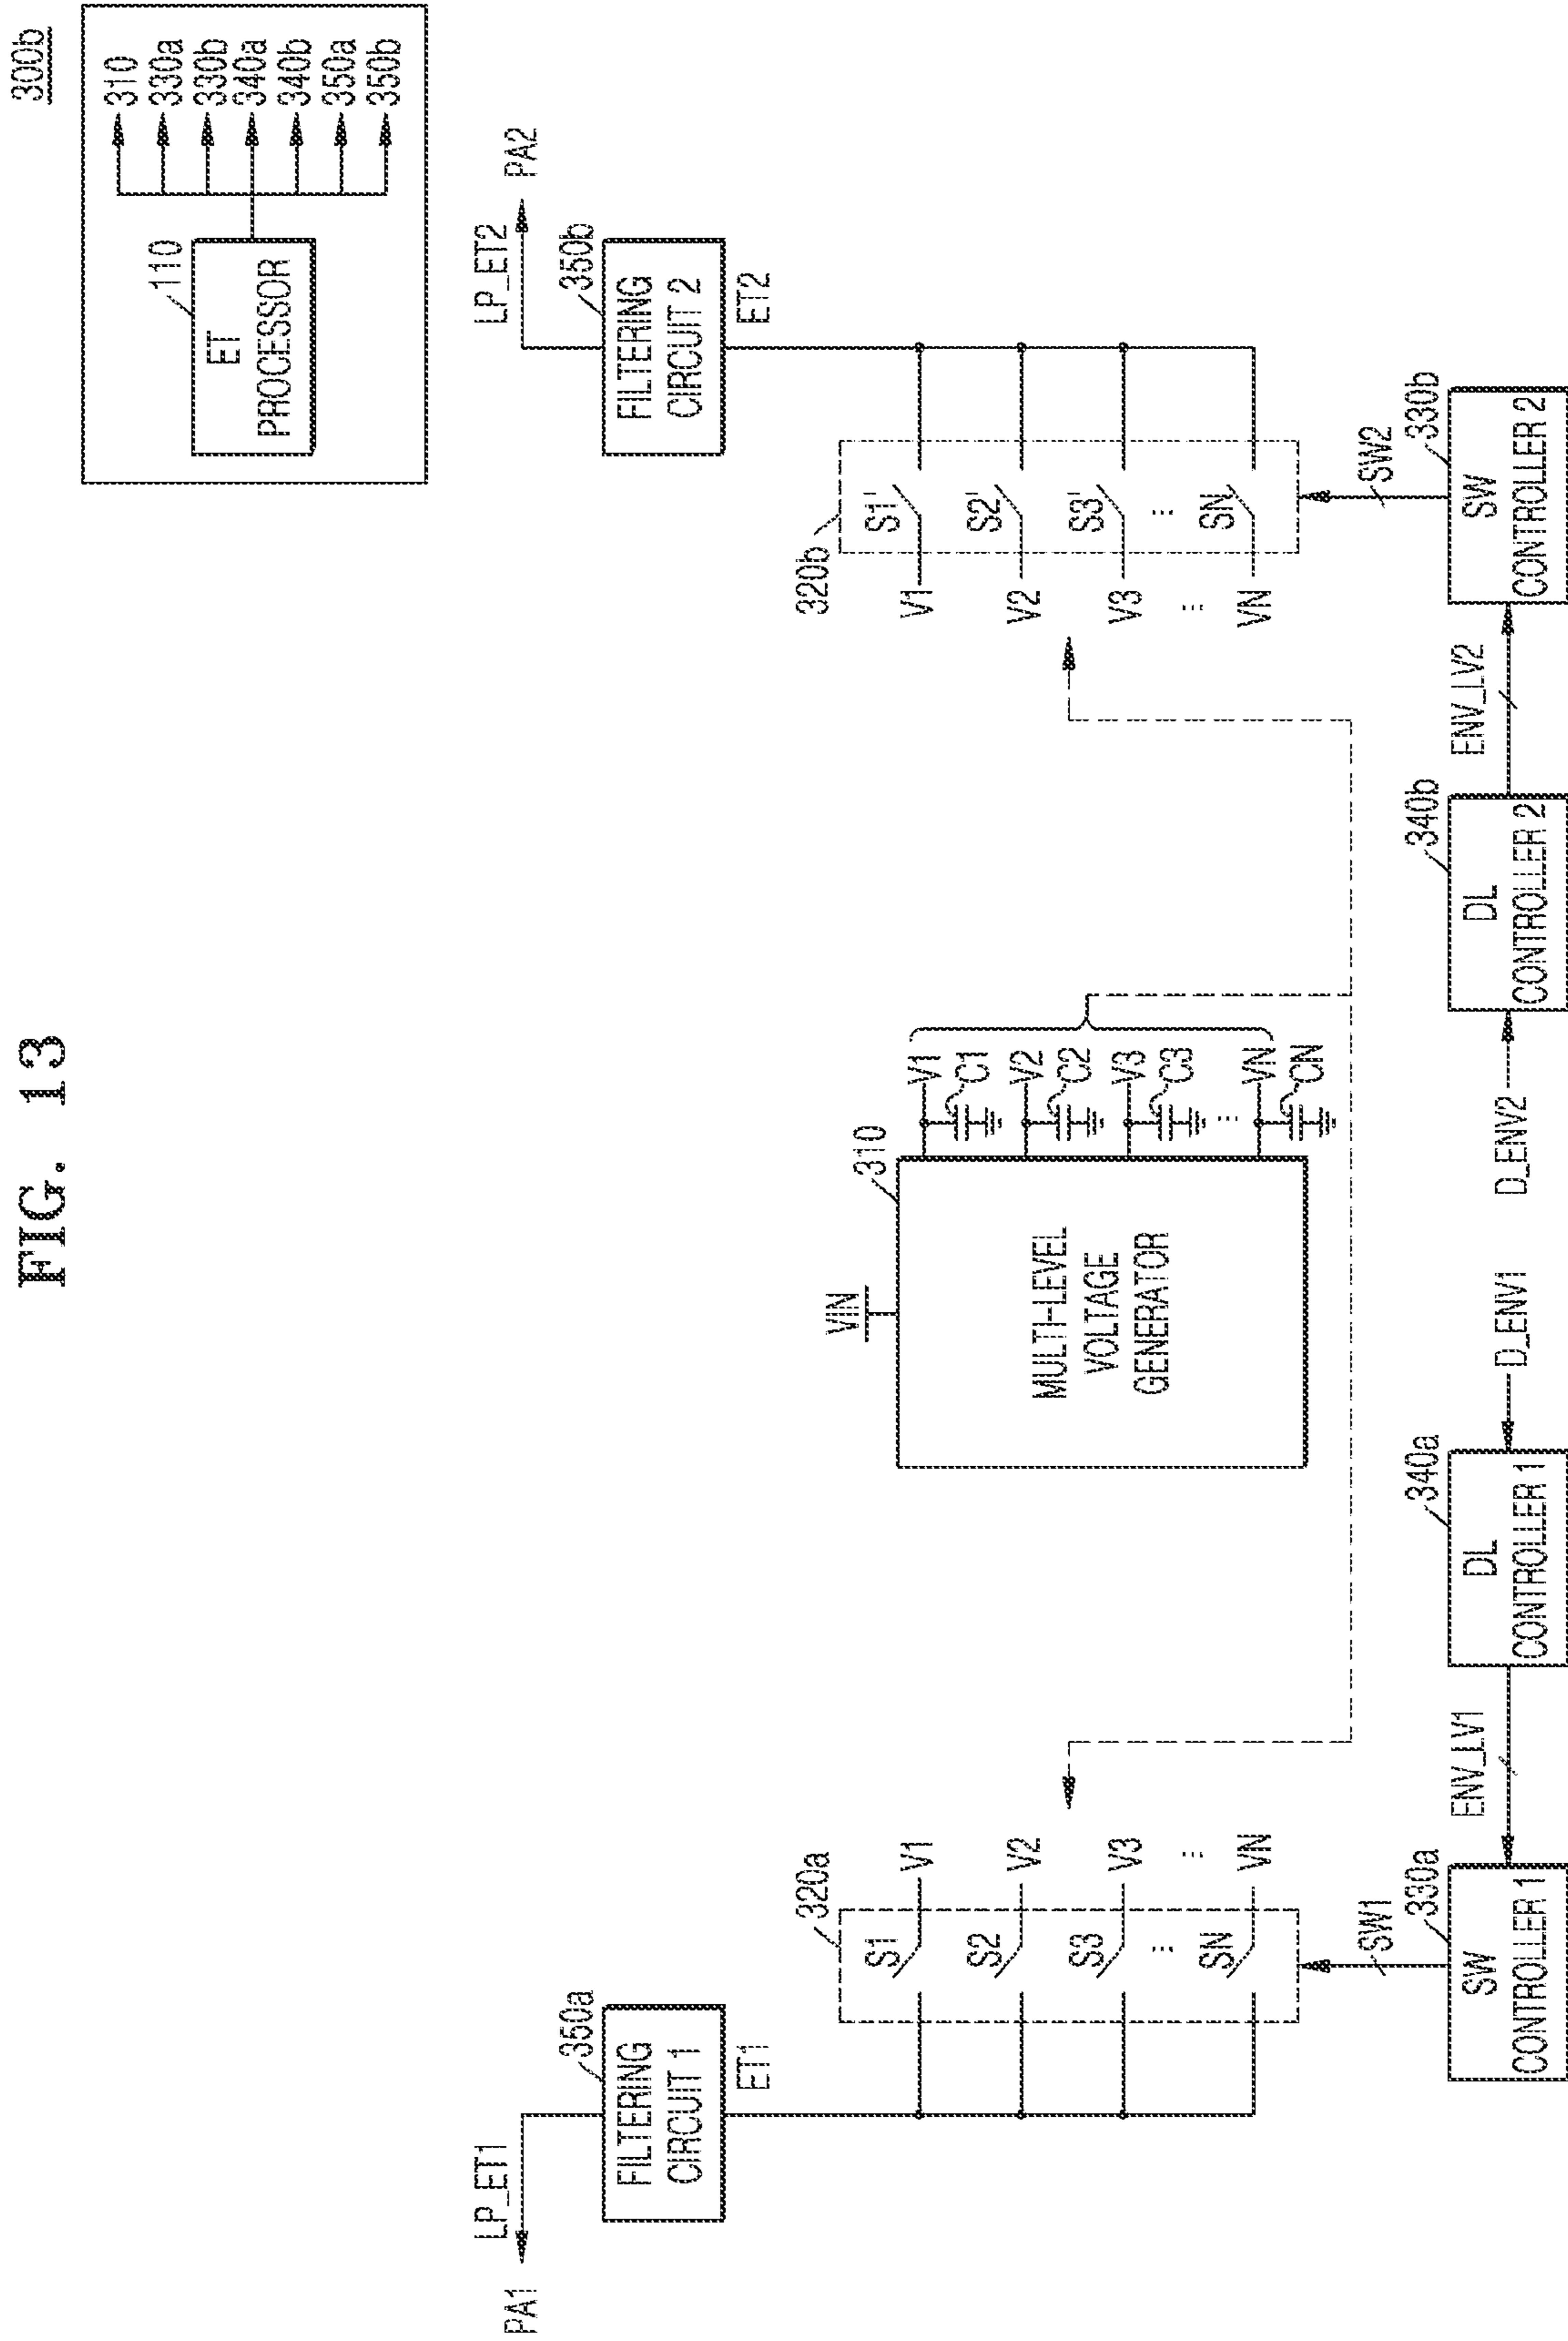 FIG. 13
300b
110
ET
PROCESSOR
310
330a
330b
340a
340b
350a
350b
PA1
LP_ET1
350a
FILTERING
CIRCUIT 1
ET1
LP_ET2
PA2
350b
FILTERING
CIRCUIT 2
ET2
320a
S1
V1
S2
V2
S3
V3
⋮
⋮
SN
VN
VIN
310
MULTI-LEVEL
VOLTAGE
GENERATOR
V1
C1
V2
C2
V3
C3
⋮
VN
CN
320b
V1
S1'
V2
S2'
V3
S3'
⋮
⋮
VN
SN'
SW1
330a
SW
CONTROLLER 1
ENV_LV1
340a
DL
CONTROLLER 1
D_ENV1
D_ENV2
340b
DL
CONTROLLER 2
ENV_LV2
SW2
330b
SW
CONTROLLER 2